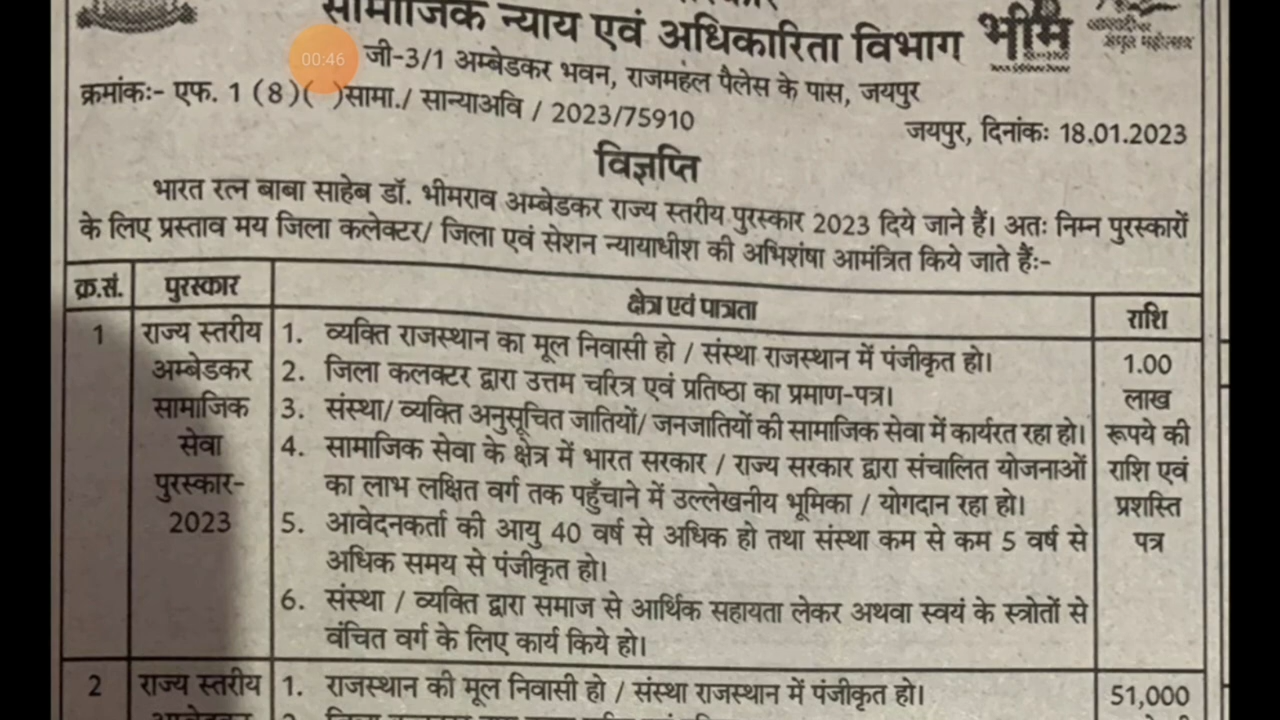 सामाजिक न्याय एवं अधिकारिता विभाग
भीम
00:46
जी-3/1 अम्बेडकर भवन, राजमहल पैलेस के पास, जयपुर
क्रमांकः- एफ. 1 (8)( )सामा./ सान्याअवि / 2023/75910
जयपुर, दिनांकः 18.01.2023
विज्ञप्ति
भारत रत्न बाबा साहेब डॉ. भीमराव अम्बेडकर राज्य स्तरीय पुरस्कार 2023 दिये जाने हैं। अतः निम्न पुरस्कारों
के लिए प्रस्ताव मय जिला कलेक्टर/ जिला एवं सेशन न्यायाधीश की अभिशंषा आमंत्रित किये जाते हैंः-
क्र.सं.
पुरस्कार
क्षेत्र एवं पात्रता
राशि
1
राज्य स्तरीय
अम्बेडकर
सामाजिक
सेवा
पुरस्कार-
2023
1. व्यक्ति राजस्थान का मूल निवासी हो / संस्था राजस्थान में पंजीकृत हो।
2. जिला कलक्टर द्वारा उत्तम चरित्र एवं प्रतिष्ठा का प्रमाण-पत्र।
3. संस्था/ व्यक्ति अनुसूचित जातियों/ जनजातियों की सामाजिक सेवा में कार्यरत रहा हो।
4. सामाजिक सेवा के क्षेत्र में भारत सरकार / राज्य सरकार द्वारा संचालित योजनाओं
का लाभ लक्षित वर्ग तक पहुँचाने में उल्लेखनीय भूमिका / योगदान रहा हो।
5. आवेदनकर्ता की आयु 40 वर्ष से अधिक हो तथा संस्था कम से कम 5 वर्ष से
अधिक समय से पंजीकृत हो।
6. संस्था / व्यक्ति द्वारा समाज से आर्थिक सहायता लेकर अथवा स्वयं के स्त्रोतों से
वंचित वर्ग के लिए कार्य किये हो।
1.00
लाख
रूपये की
राशि एवं
प्रशस्ति
पत्र
2
राज्य स्तरीय
1. राजस्थान की मूल निवासी हो / संस्था राजस्थान में पंजीकृत हो।
51,000